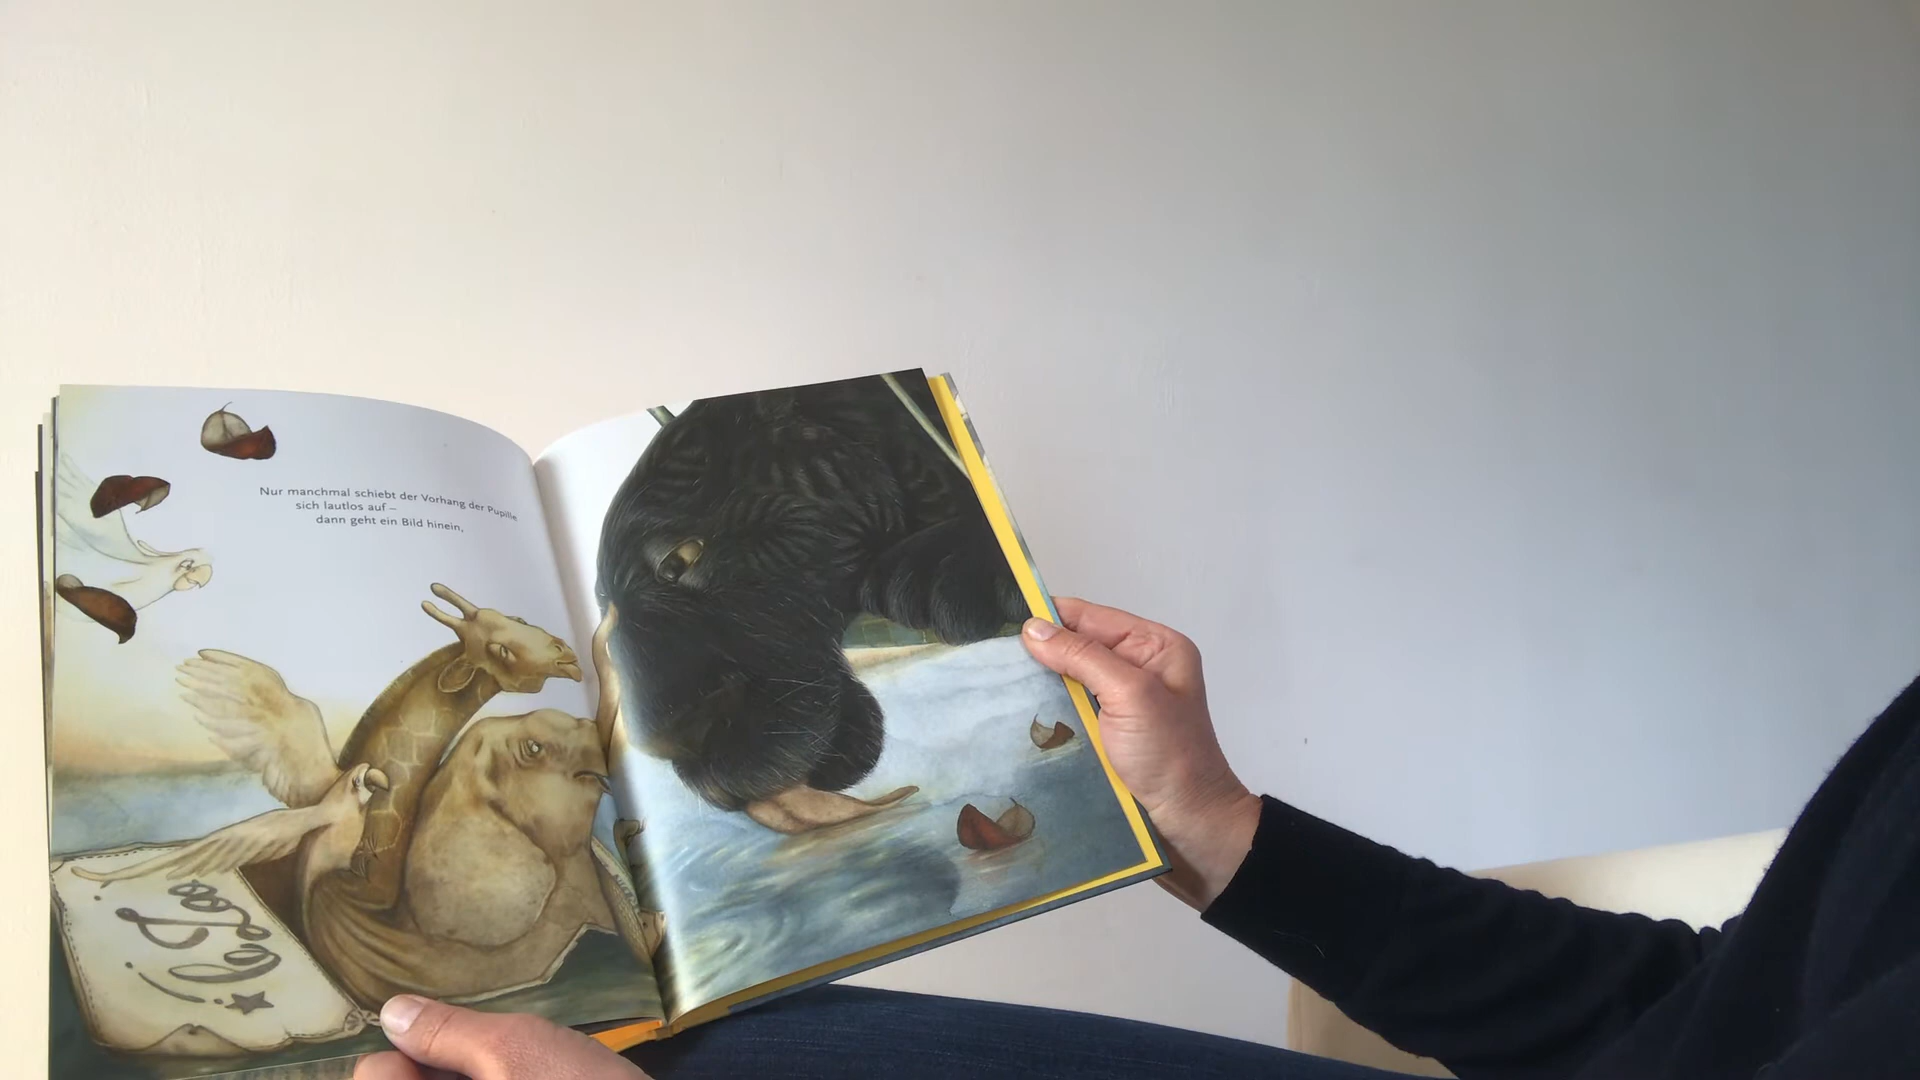 Nur manchmal schiebt der Vorhang der Pupille
sich lautlos auf –
dann geht ein Bild hinein,